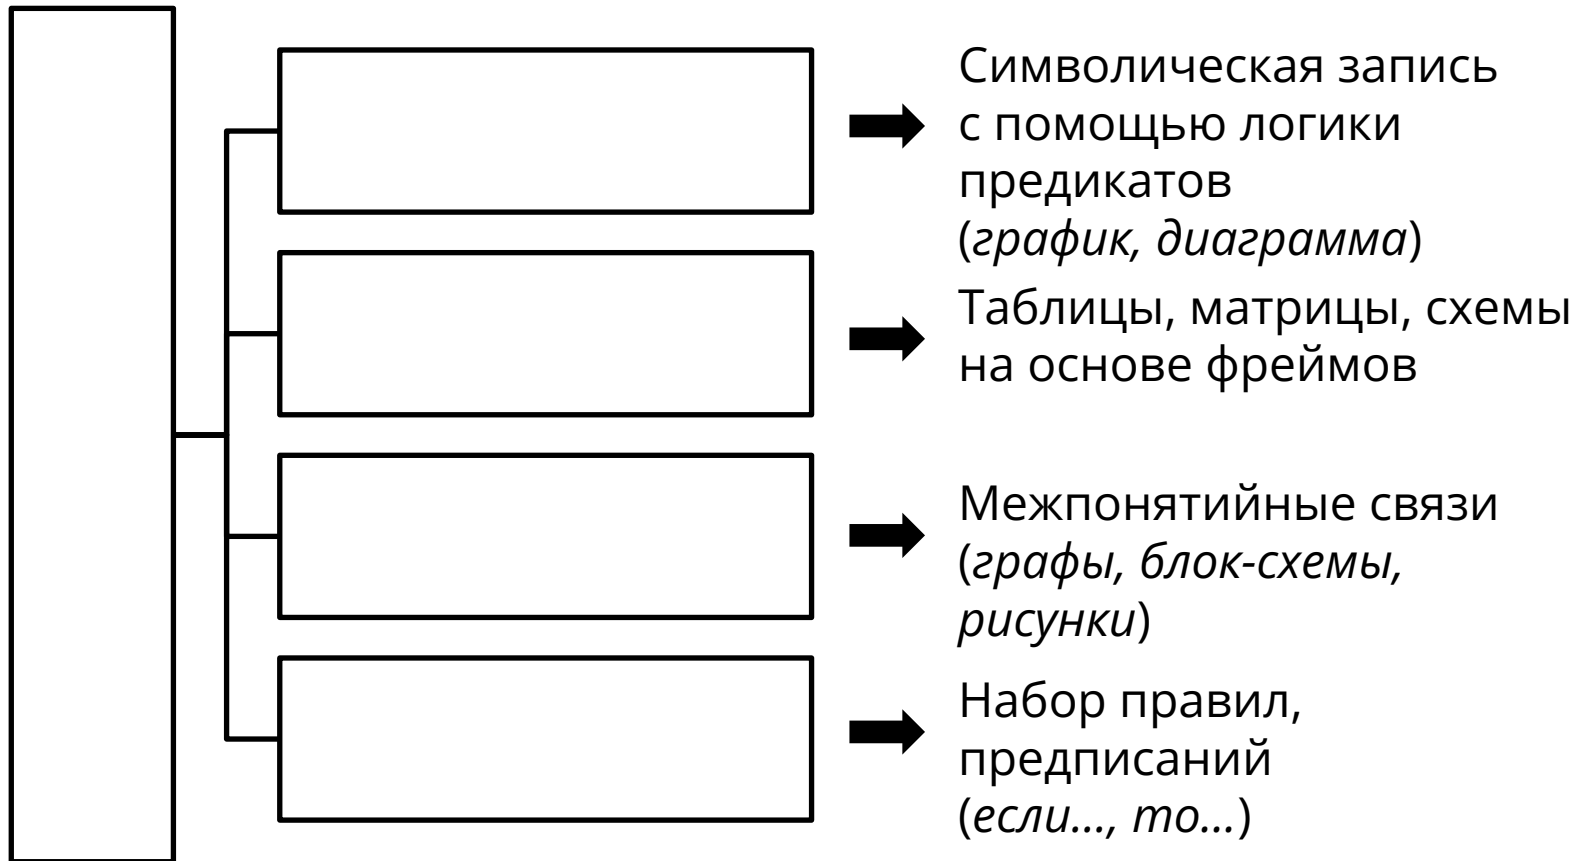 Символическая запись
с помощью логики
предикатов
(график, диаграмма)
Таблицы, матрицы, схемы
на основе фреймов
Межпонятийные связи
(графы, блок-схемы,
рисунки)
Набор правил,
предписаний
(если..., то...)